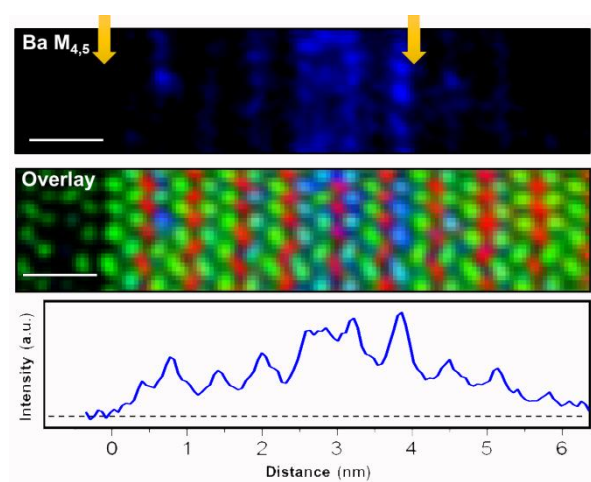 Ba M4,5
Overlay
Intensity (a.u.)
0 1 2 3 4 5 6
Distance (nm)